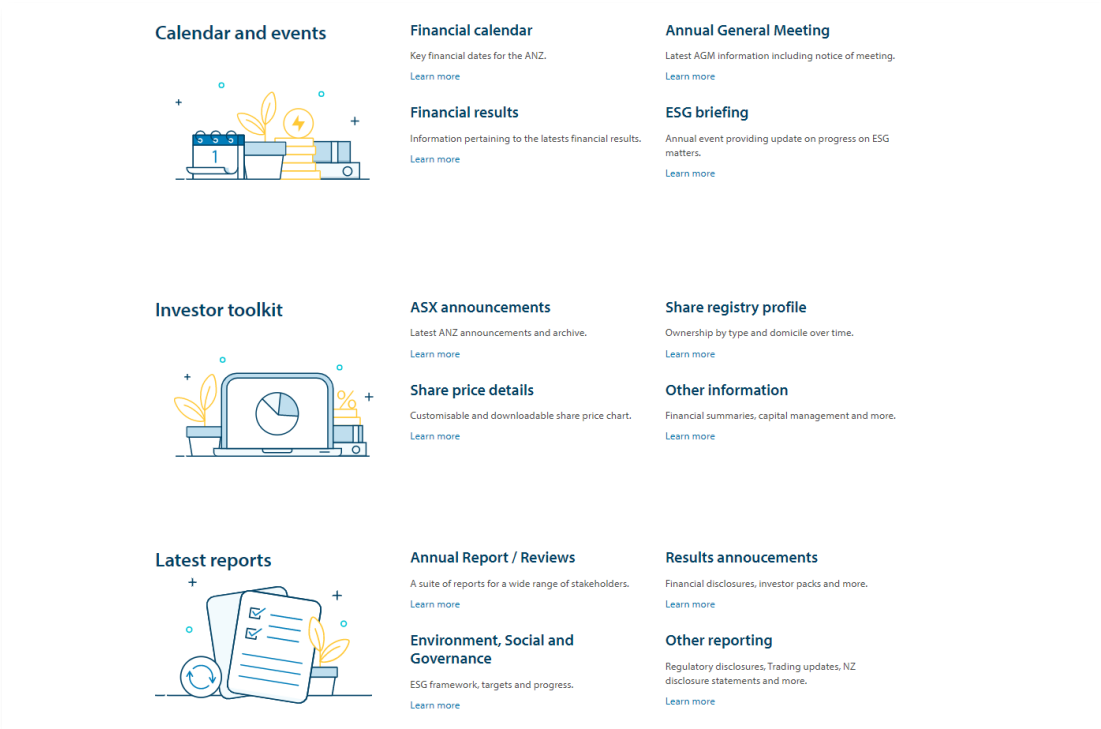 Calendar and events
Financial calendar
Key financial dates for the ANZ.
Learn more
Annual General Meeting
Latest AGM information including notice of meeting.
Learn more
Financial results
Information pertaining to the latests financial results.
Learn more
ESG briefing
Annual event providing update on progress on ESG
matters.
Learn more
1
Investor toolkit
ASX announcements
Latest ANZ announcements and archive.
Learn more
Share registry profile
Ownership by type and domicile over time.
Learn more
Share price details
Customisable and downloadable share price chart.
Learn more
Other information
Financial summaries, capital management and more.
Learn more
%
Latest reports
Annual Report / Reviews
A suite of reports for a wide range of stakeholders.
Learn more
Results annoucements
Financial disclosures, investor packs and more.
Learn more
Environment, Social and
Governance
ESG framework, targets and progress.
Learn more
Other reporting
Regulatory disclosures, Trading updates, NZ
disclosure statements and more.
Learn more